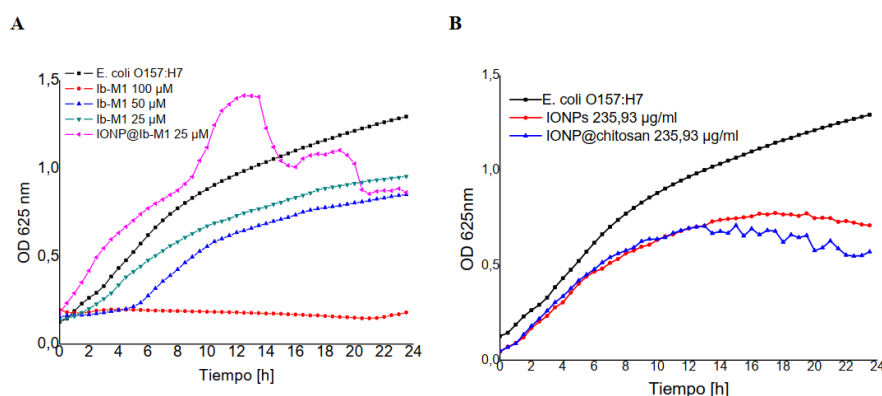 A
E. coli O157:H7
Ib-M1 100 µM
Ib-M1 50 µM
Ib-M1 25 µM
IONP@Ib-M1 25 µM
1,5
1,0
0,5
0,0
OD 625 nm
0 2 4 6 8 10 12 14 16 18 20 22 24
Tiempo [h]
B
E. coli O157:H7
IONPs 235,93 µg/ml
IONP@chitosan 235,93 µg/ml
1,5
1,0
0,5
0,0
OD 625nm
0 2 4 6 8 10 12 14 16 18 20 22 24
Tiempo [h]